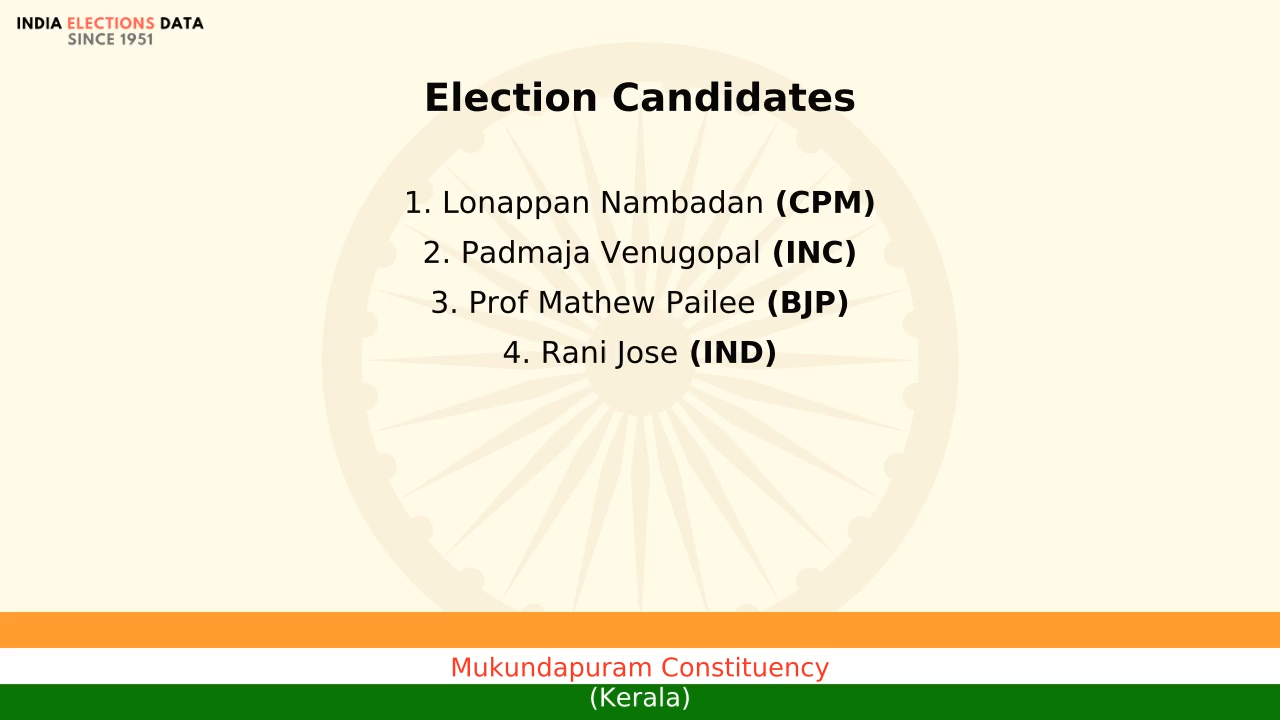 INDIA ELECTIONS DATA
SINCE 1951
Election Candidates
1. Lonappan Nambadan (CPM)
2. Padmaja Venugopal (INC)
3. Prof Mathew Pailee (BJP)
4. Rani Jose (IND)
Mukundapuram Constituency
(Kerala)